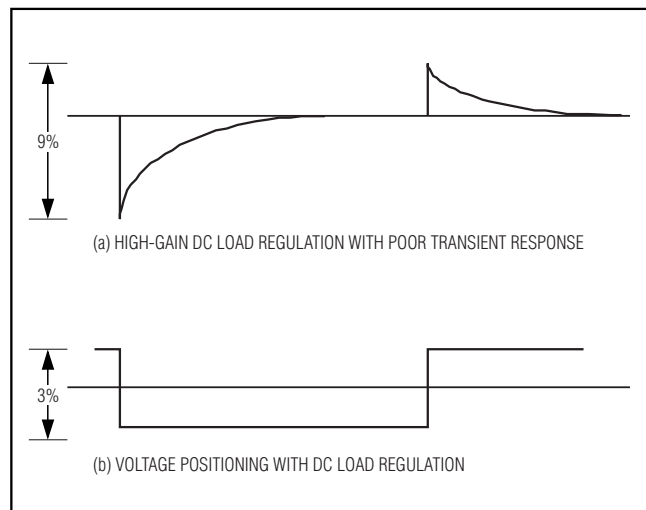 9%
(a) HIGH-GAIN DC LOAD REGULATION WITH POOR TRANSIENT RESPONSE
3%
(b) VOLTAGE POSITIONING WITH DC LOAD REGULATION